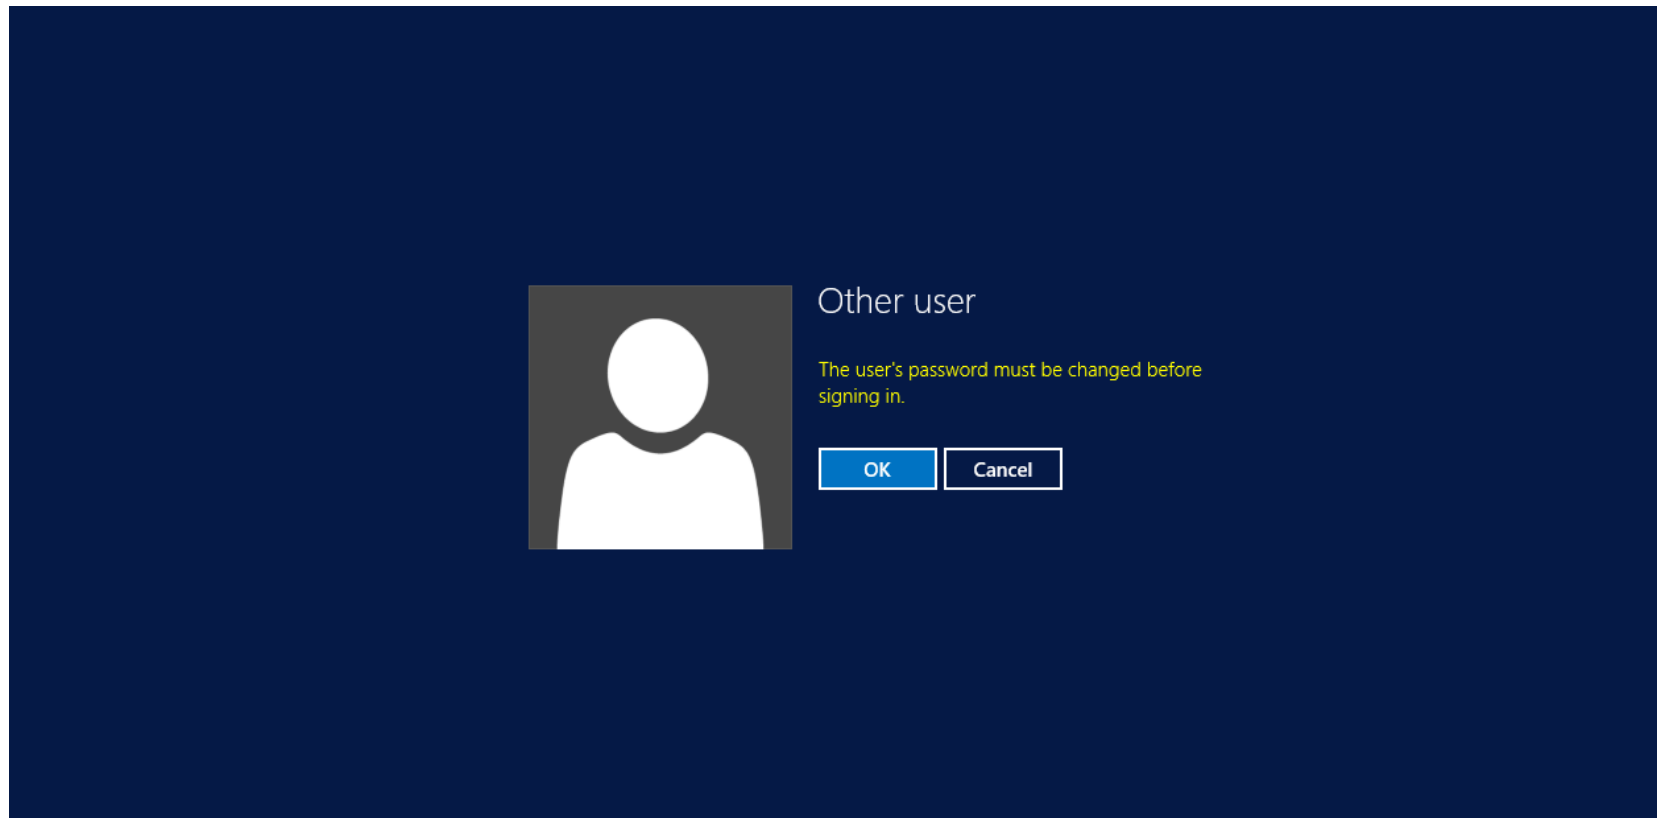 Other user
The user's password must be changed before
signing in.
OK Cancel